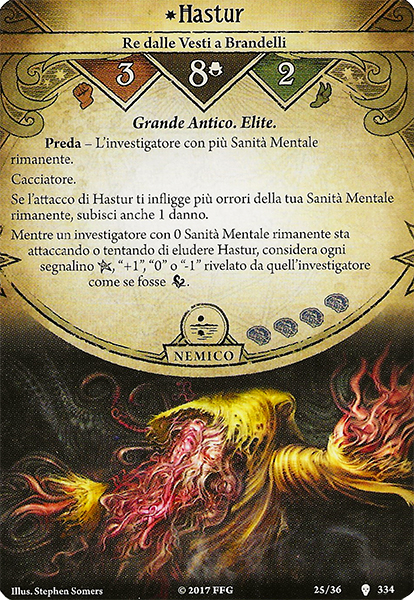 Hastur
Re dalle Vesti a Brandelli
3 8 2
Grande Antico. Elite.
Preda – L'investigatore con più Sanità Mentale
rimanente.
Cacciatore.
Se l'attacco di Hastur ti infligge più orrori della tua Sanità Mentale
rimanente, subisci anche 1 danno.
Mentre un investigatore con 0 Sanità Mentale rimanente sta
attaccando o tentando di eludere Hastur, considera ogni
segnalino , “+1”, “0” o “-1” rivelato da quell'investigatore
come se fosse .
NEMICO
Illus. Stephen Somers © 2017 FFG 25/36 334